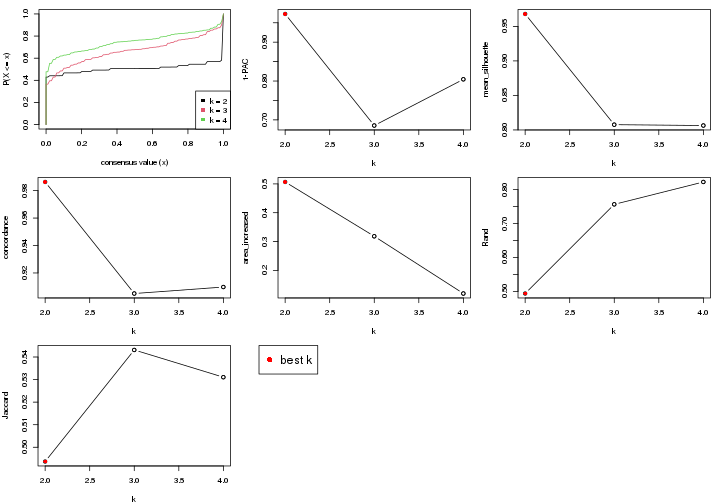 P(X <= x)
0.0 0.2 0.4 0.6 0.8 1.0
k = 2
k = 3
k = 4
0.0 0.2 0.4 0.6 0.8 1.0
consensus value (x)
1-PAC
0.70 0.80 0.90
2.0 2.5 3.0 3.5 4.0
k
mean_silhouette
0.80 0.85 0.90 0.95
2.0 2.5 3.0 3.5 4.0
k
concordance
0.92 0.94 0.96 0.98
2.0 2.5 3.0 3.5 4.0
k
area_increased
0.2 0.3 0.4 0.5
2.0 2.5 3.0 3.5 4.0
k
Rand
0.50 0.60 0.70 0.80
2.0 2.5 3.0 3.5 4.0
k
Jaccard
0.50 0.51 0.52 0.53 0.54
2.0 2.5 3.0 3.5 4.0
k
best k